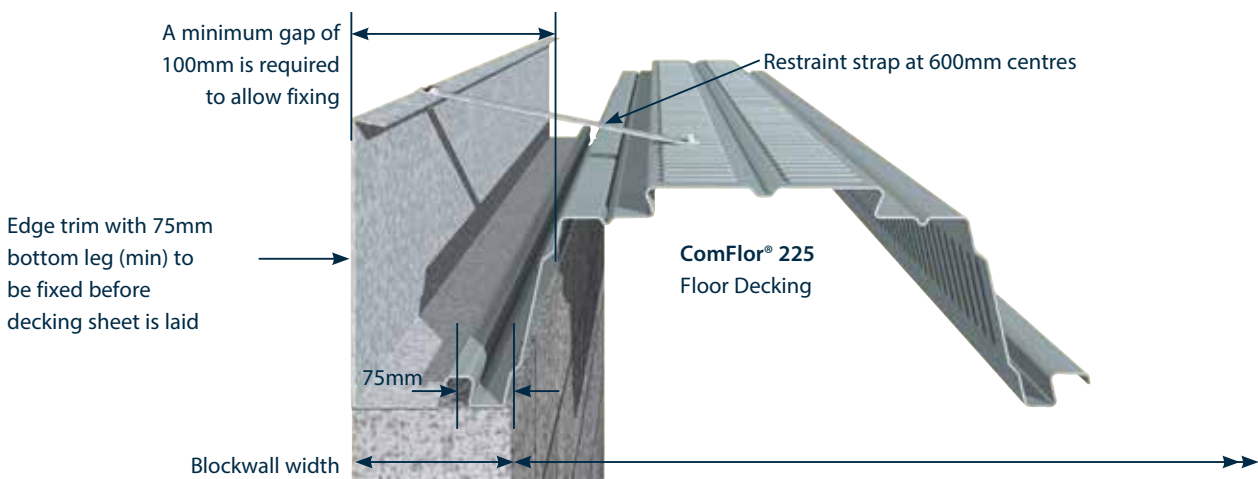 A minimum gap of
100mm is required
to allow fixing
Restraint strap at 600mm centres
Edge trim with 75mm
bottom leg (min) to
be fixed before
decking sheet is laid
ComFlor® 225
Floor Decking
75mm
Blockwall width